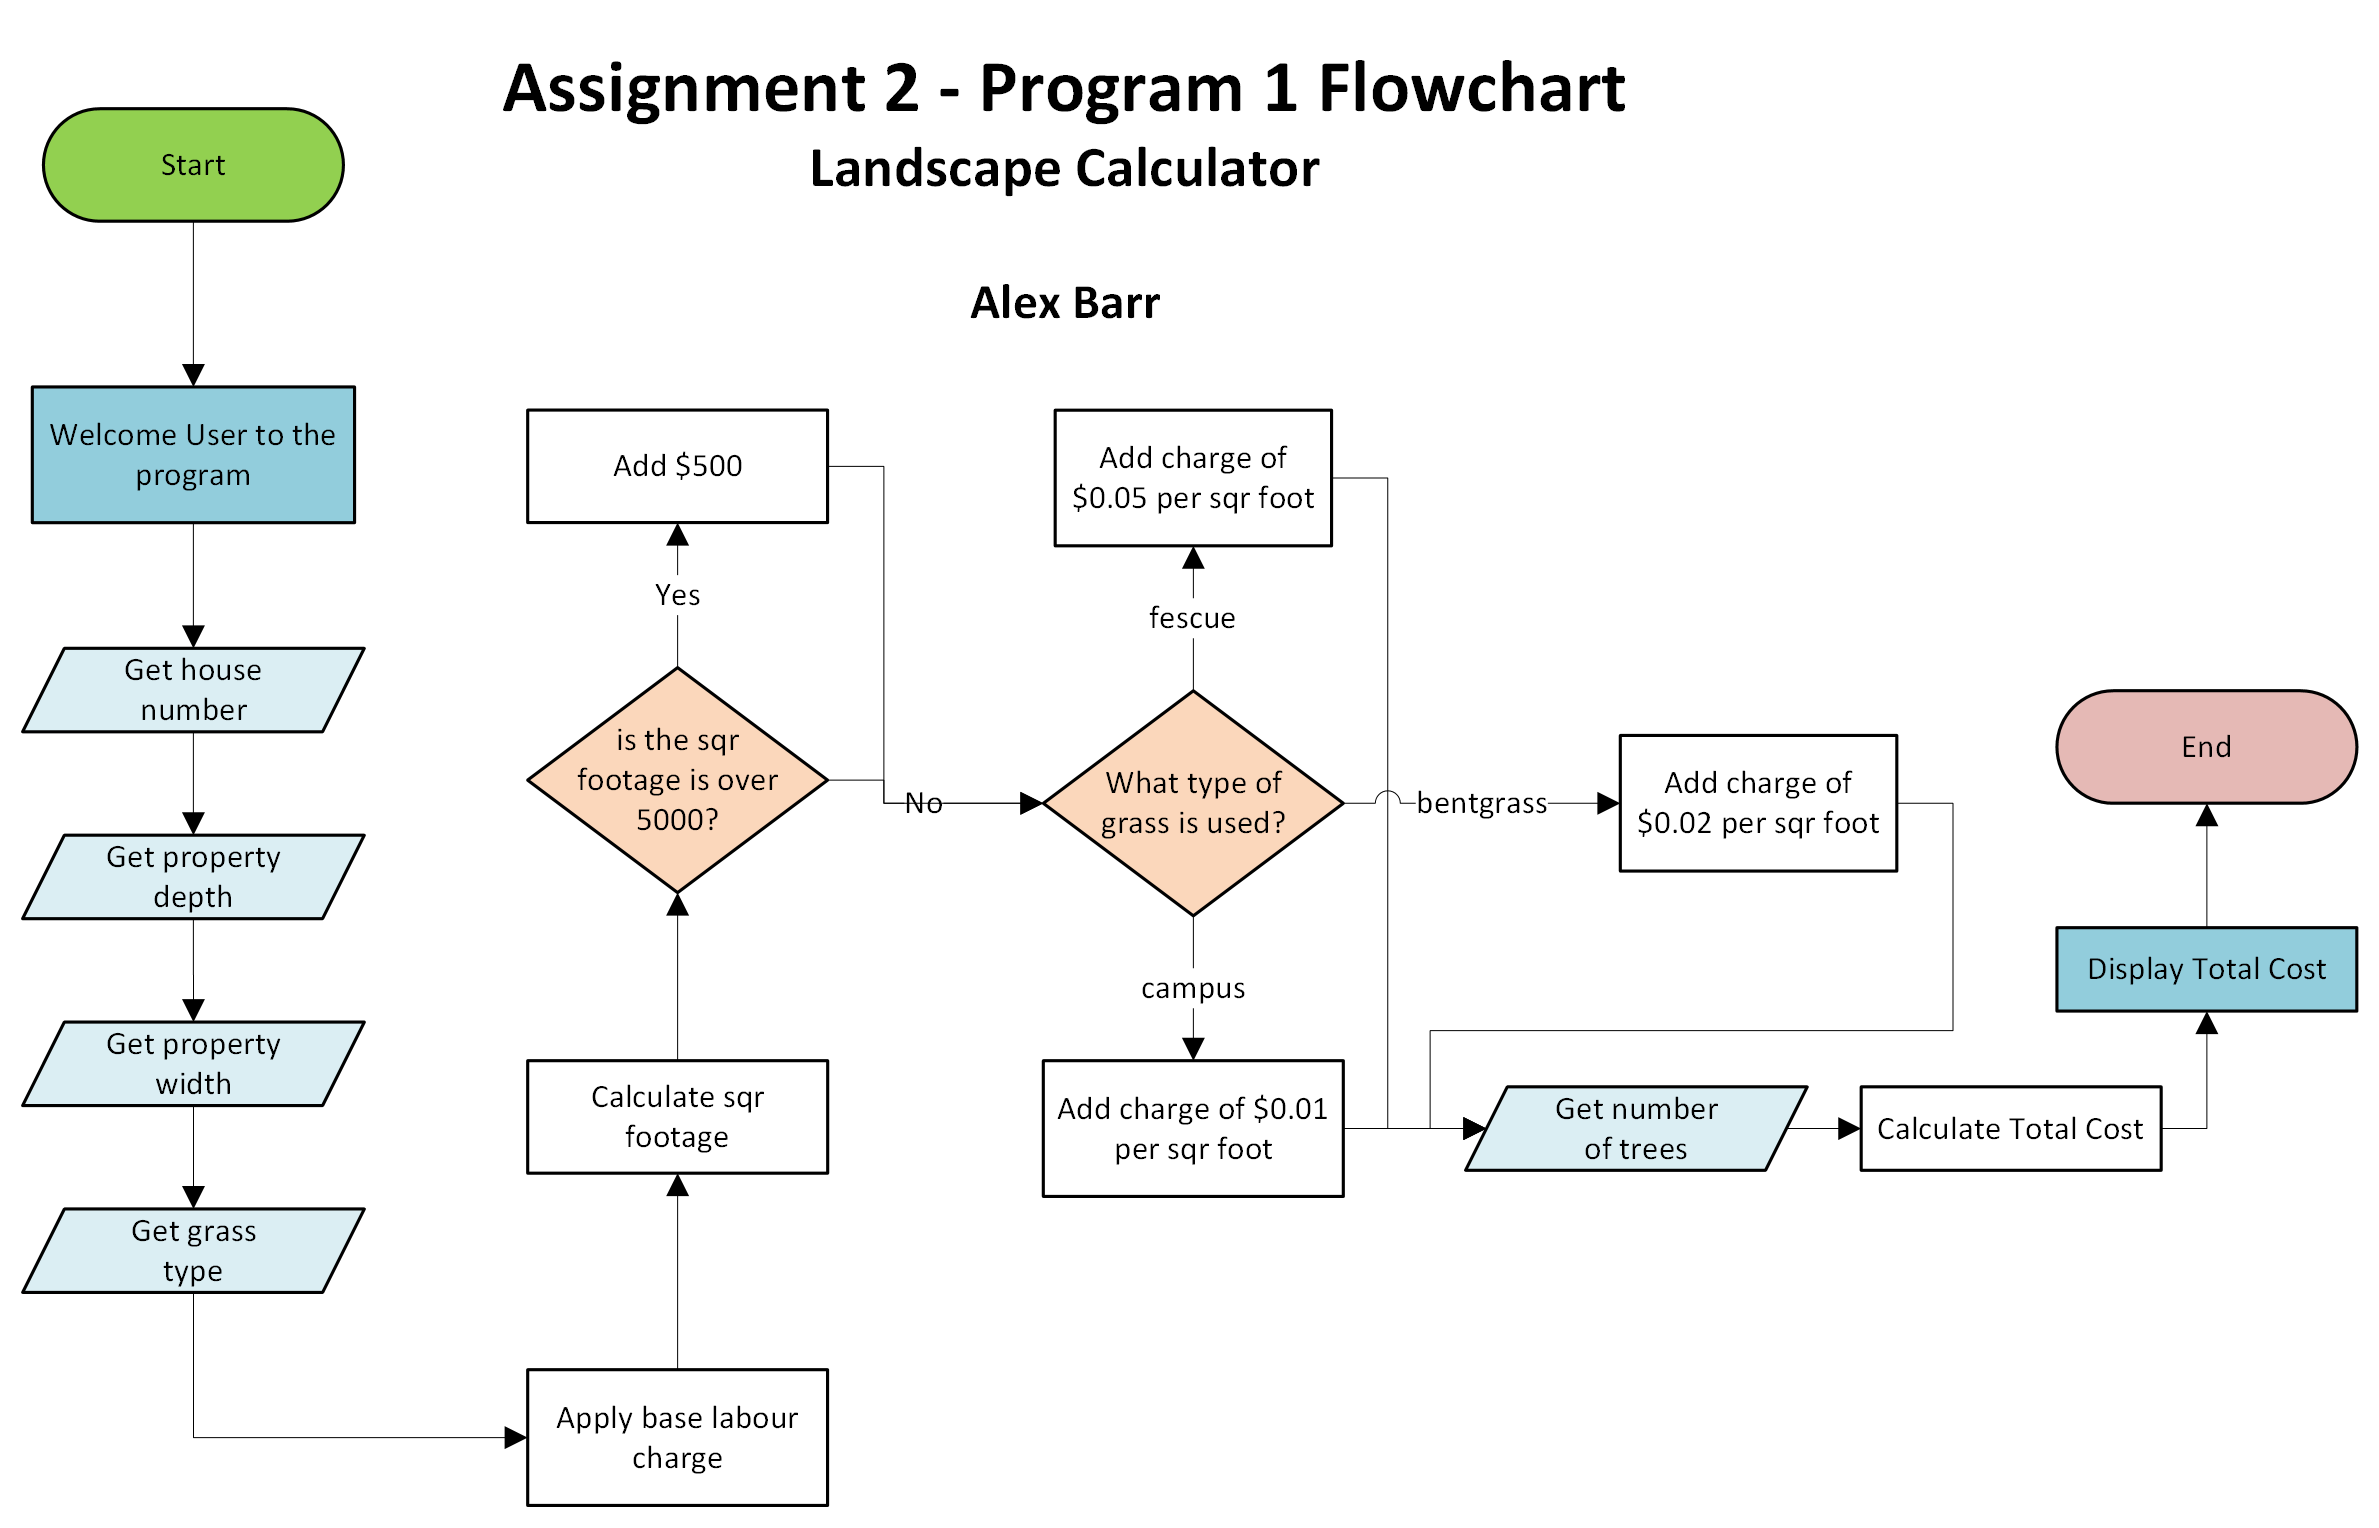 Assignment 2 - Program 1 Flowchart
Landscape Calculator
Alex Barr
Start
Welcome User to the
program
Get house
number
Get property
depth
Get property
width
Get grass
type
Apply base labour
charge
Calculate sqr
footage
is the sqr
footage is over
5000?
Yes
Add $500
No
What type of
grass is used?
fescue
Add charge of
$0.05 per sqr foot
bentgrass
Add charge of
$0.02 per sqr foot
campus
Add charge of $0.01
per sqr foot
Get number
of trees
Calculate Total Cost
Display Total Cost
End